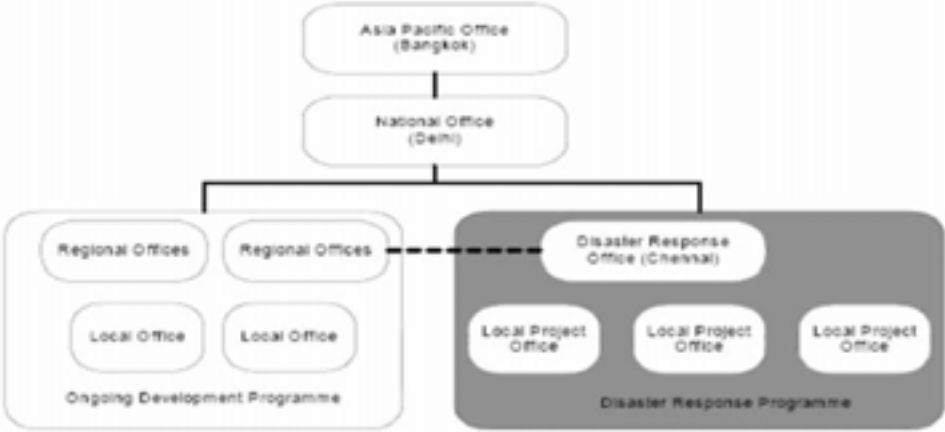 Asia Pacific Office
(Bangkok)
National Office
(Delhi)
Regional Offices
Regional Offices
Disaster Response
Office (Chennai)
Local Office
Local Office
Local Project
Office
Local Project
Office
Local Project
Office
Ongoing Development Programme
Disaster Response Programme